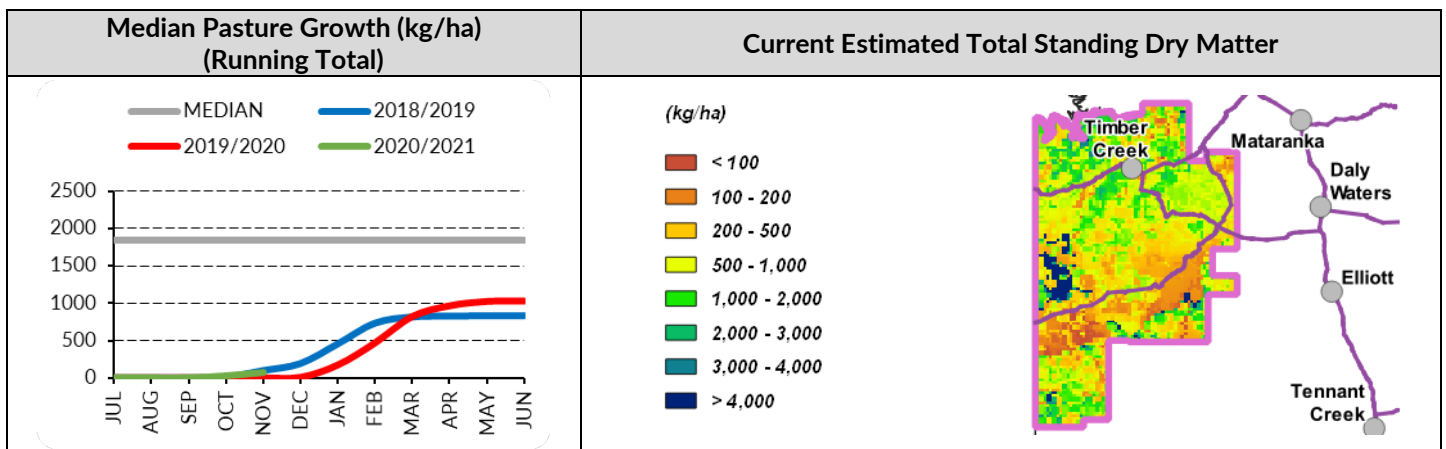 Median Pasture Growth (kg/ha)
(Running Total)
Current Estimated Total Standing Dry Matter
MEDIAN
2018/2019
2019/2020
2020/2021
2500
2000
1500
1000
500
0
JUL
AUG
SEP
OCT
NOV
DEC
JAN
FEB
MAR
APR
MAY
JUN
(kg/ha)
< 100
100 - 200
200 - 500
500 - 1,000
1,000 - 2,000
2,000 - 3,000
3,000 - 4,000
> 4,000
Timber
Creek
Mataranka
Daly
Waters
Elliott
Tennant
Creek